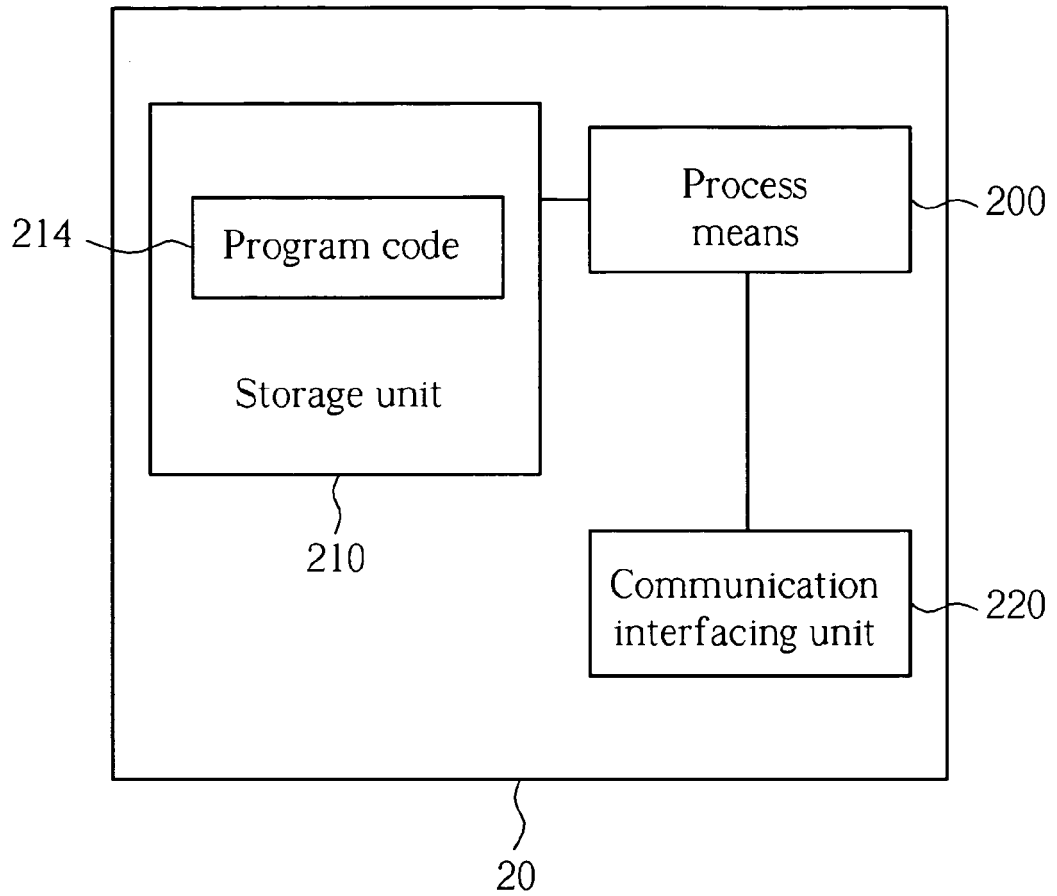 Process
means
200
214
Program code
Storage unit
210
Communication
interfacing unit
220
20